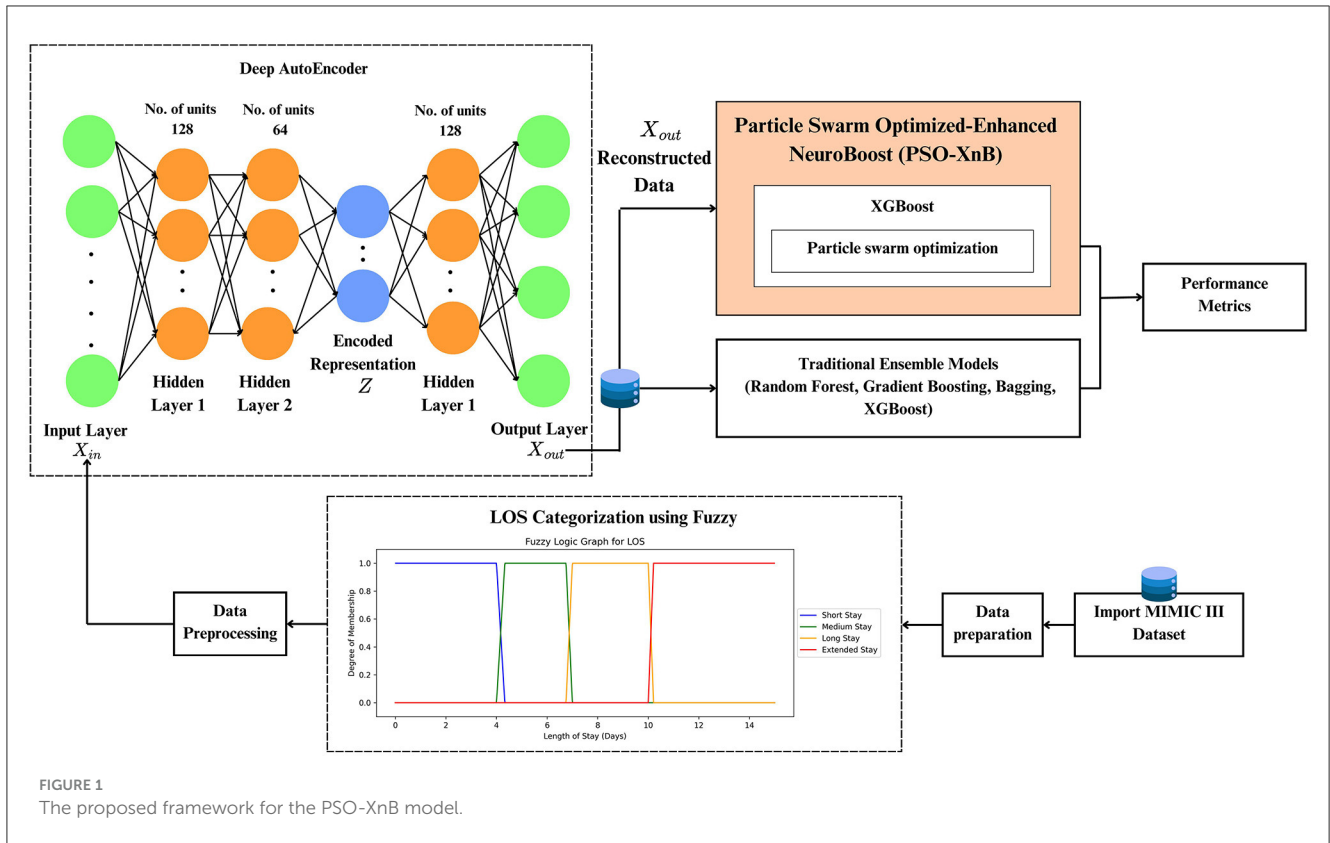 Deep AutoEncoder
No. of units
128
No. of units
64
No. of units
128
Hidden
Layer 1
Hidden
Layer 2
Encoded
Representation
Z
Hidden
Layer 1
Input Layer
X_in
Output Layer
X_out
X_out
Reconstructed
Data
Particle Swarm Optimized-Enhanced
NeuroBoost (PSO-XnB)
XGBoost
Particle swarm optimization
Traditional Ensemble Models
(Random Forest, Gradient Boosting, Bagging,
XGBoost)
Performance
Metrics
LOS Categorization using Fuzzy
Fuzzy Logic Graph for LOS
Degree of Membership
1.0
0.8
0.6
0.4
0.2
0.0
0 2 4 6 8 10 12 14
Length of Stay (Days)
Short Stay
Medium Stay
Long Stay
Extended Stay
Data
Preprocessing
Data
preparation
Import MIMIC III
Dataset
FIGURE 1
The proposed framework for the PSO-XnB model.